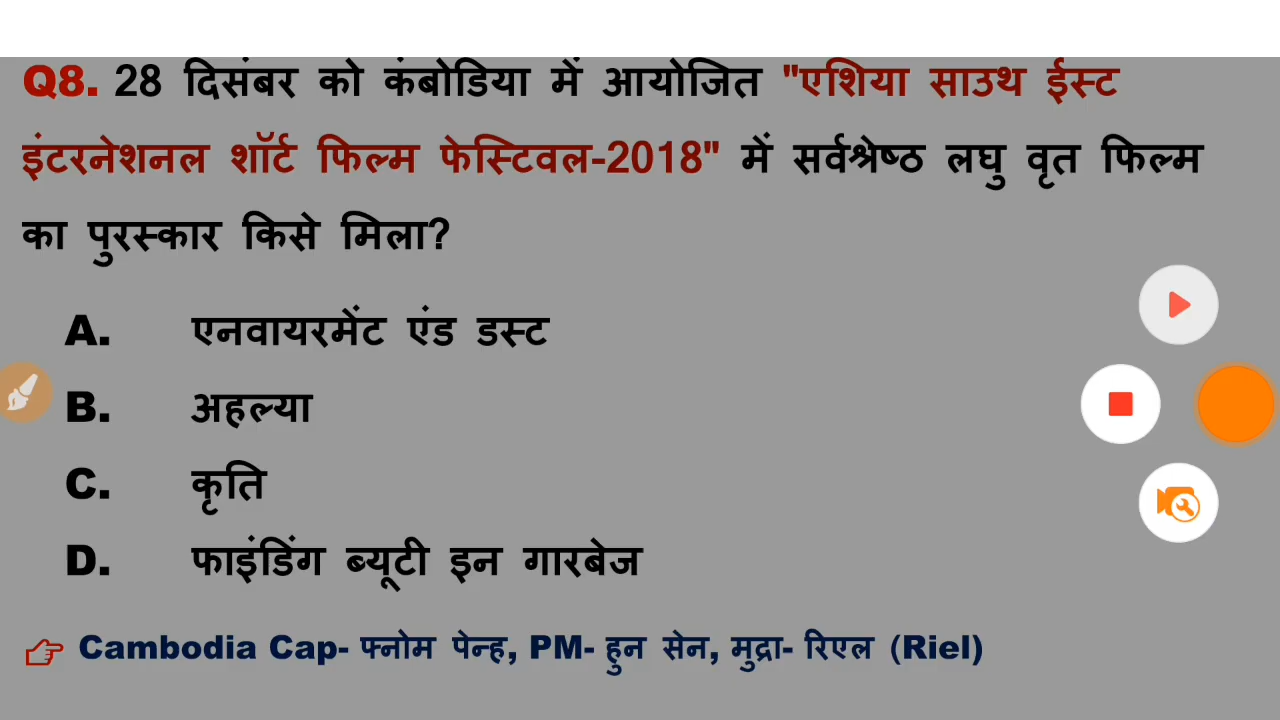 Q8. 28 दिसंबर को कंबोडिया में आयोजित "एशिया साउथ ईस्ट
इंटरनेशनल शॉर्ट फिल्म फेस्टिवल-2018" में सर्वश्रेष्ठ लघु वृत फिल्म
का पुरस्कार किसे मिला?
A. एनवायरमेंट एंड डस्ट
B. अहल्या
C. कृति
D. फाइंडिंग ब्यूटी इन गारबेज
Cambodia Cap- फ्नोम पेन्ह, PM- हुन सेन, मुद्रा- रिएल (Riel)